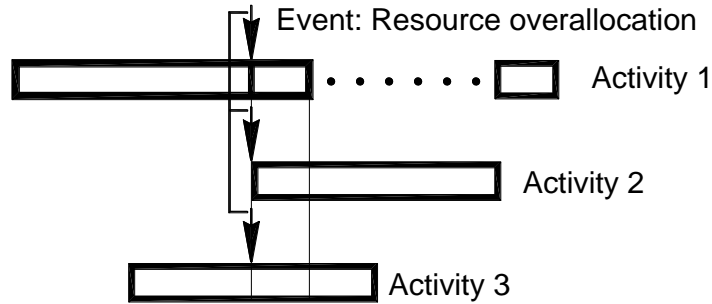 Event: Resource overallocation
Activity 1
Activity 2
Activity 3